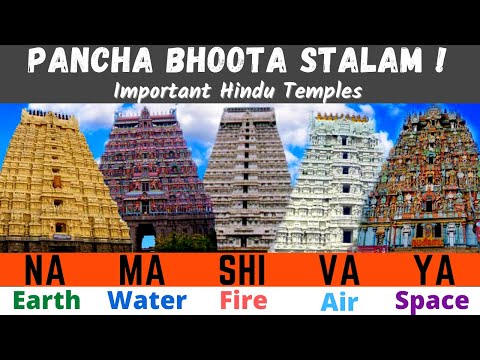 PANCHA BHOOTA STALAM !
Important Hindu Temples
NA MA SHI VA YA
Earth Water Fire Air Space